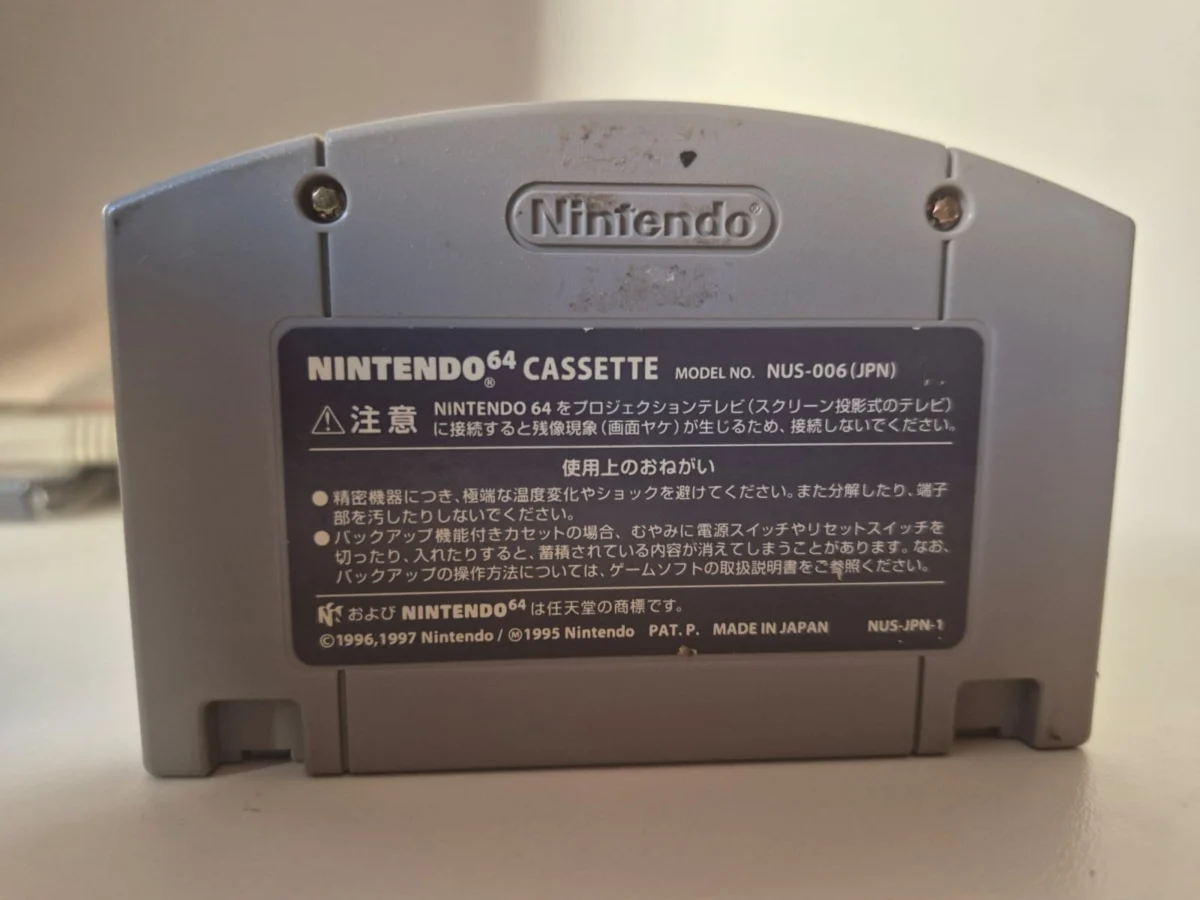 Nintendo®
NINTENDO64® CASSETTE MODEL NO. NUS-006(JPN)
⚠注意 NINTENDO 64 をプロジェクションテレビ(スクリーン投影式のテレビ)
に接続すると残像現象(画面ヤケ)が生じるため、接続しないでください。
使用上のおねがい
●精密機器につき、極端な温度変化やショックを避けてください。また分解したり、端子
部を汚したりしないでください。
●バックアップ機能付きカセットの場合、むやみに電源スイッチやリセットスイッチを
切ったり、入れたりすると、蓄積されている内容が消えてしまうことがあります。なお、
バックアップの操作方法については、ゲームソフトの取扱説明書をご参照ください。
および NINTENDO64 は任天堂の商標です。
©1996,1997 Nintendo / Ⓜ1995 Nintendo PAT. P. MADE IN JAPAN NUS-JPN-1